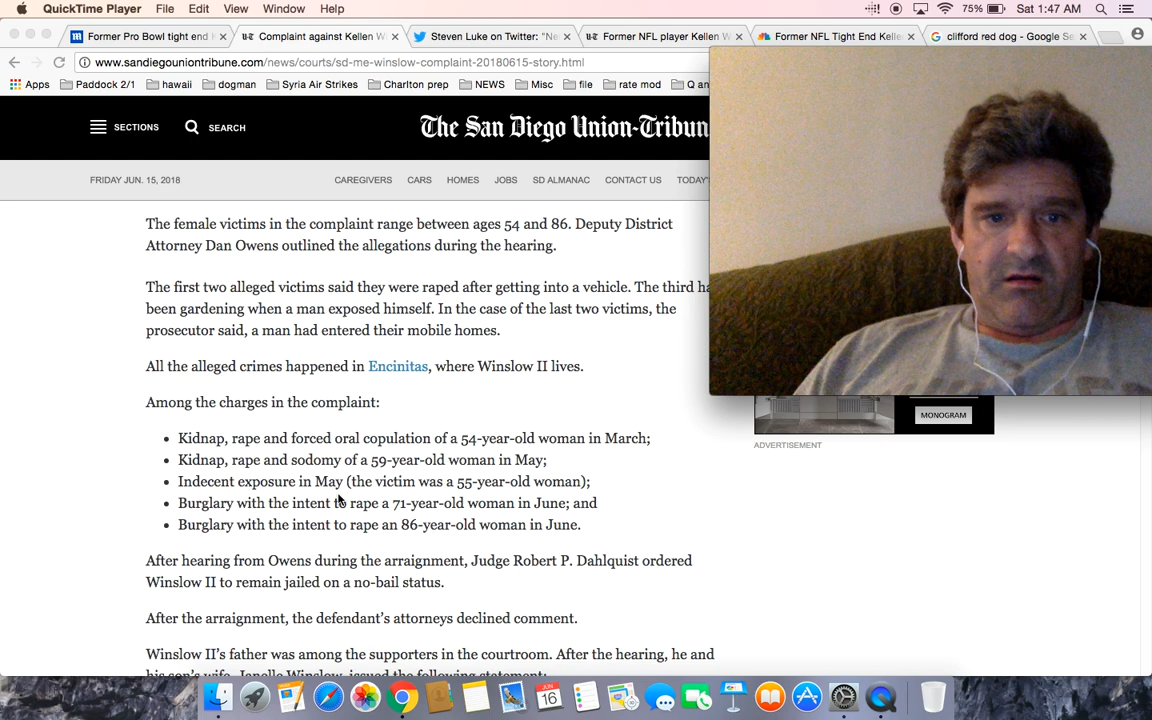 QuickTime Player File Edit View Window Help 75% Sat 1:47 AM
Former Pro Bowl tight end Complaint against Kellen W Steven Luke on Twitter: "Ne Former NFL player Kellen W Former NFL Tight End Kelle clifford red dog - Google Se
www.sandiegouniontribune.com/news/courts/sd-me-winslow-complaint-20180615-story.html
Apps Paddock 2/1 hawaii dogman Syria Air Strikes Charlton prep NEWS Misc file rate mod Q an
SECTIONS SEARCH The San Diego Union-Tribun
FRIDAY JUN. 15, 2018 CAREGIVERS CARS HOMES JOBS SD ALMANAC CONTACT US TODAY'
The female victims in the complaint range between ages 54 and 86. Deputy District
Attorney Dan Owens outlined the allegations during the hearing.
The first two alleged victims said they were raped after getting into a vehicle. The third ha
been gardening when a man exposed himself. In the case of the last two victims, the
prosecutor said, a man had entered their mobile homes.
All the alleged crimes happened in Encinitas, where Winslow II lives.
Among the charges in the complaint:
• Kidnap, rape and forced oral copulation of a 54-year-old woman in March;
• Kidnap, rape and sodomy of a 59-year-old woman in May;
• Indecent exposure in May (the victim was a 55-year-old woman);
• Burglary with the intent to rape a 71-year-old woman in June; and
• Burglary with the intent to rape an 86-year-old woman in June.
After hearing from Owens during the arraignment, Judge Robert P. Dahlquist ordered
Winslow II to remain jailed on a no-bail status.
After the arraignment, the defendant's attorneys declined comment.
Winslow II's father was among the supporters in the courtroom. After the hearing, he and
his son's wife, Janelle Winslow, issued the following statement:
MONOGRAM
ADVERTISEMENT
JUN
16